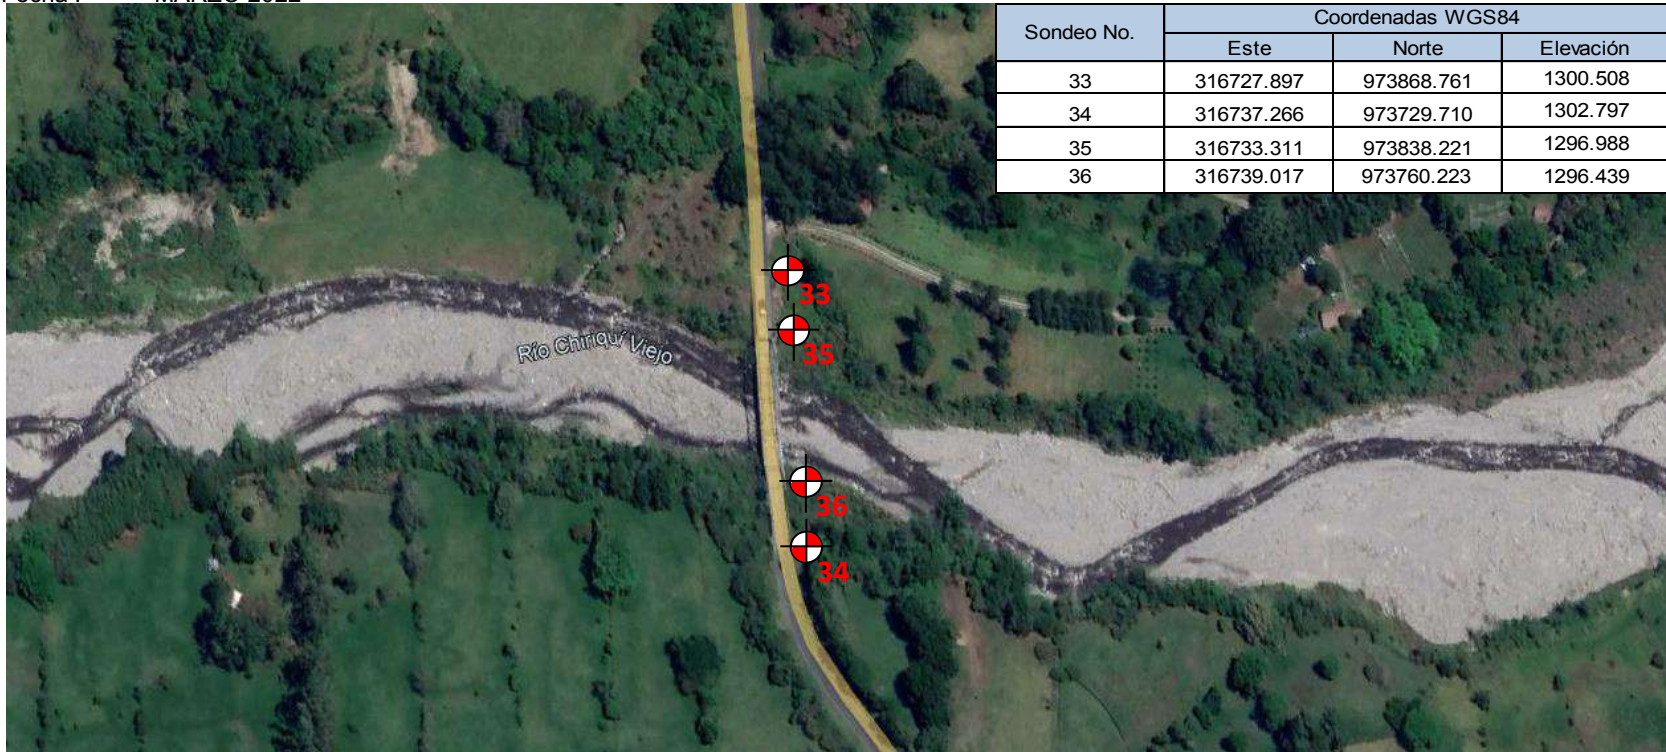 Coordenadas WGS84
Sondeo No.
Este Norte Elevación
33 316727.897 973868.761 1300.508
34 316737.266 973729.710 1302.797
35 316733.311 973838.221 1296.988
36 316739.017 973760.223 1296.439
33
Río Chiriquí Viejo
35
36
34